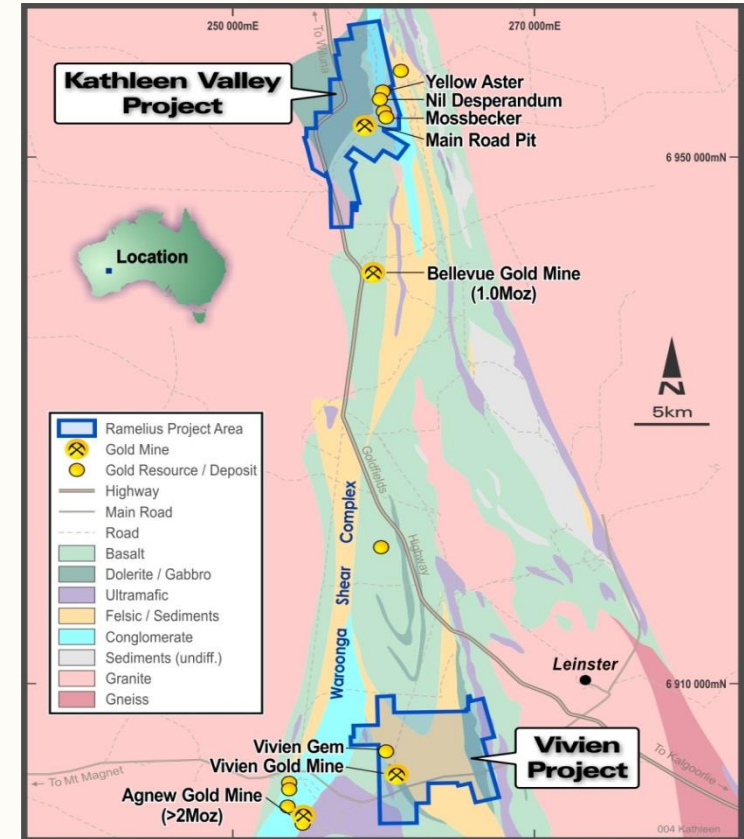 250 000mE
270 000mE
To Wiluna
Kathleen Valley
Project
Yellow Aster
Nil Desperandum
Mossbecker
Main Road Pit
6 950 000mN
Location
Bellevue Gold Mine
(1.0Moz)
N
5km
Ramelius Project Area
Gold Mine
Gold Resource / Deposit
Highway
Main Road
Road
Basalt
Dolerite / Gabbro
Ultramafic
Felsic / Sediments
Conglomerate
Sediments (undiff.)
Granite
Gneiss
Goldfields
Highway
Waroonga Shear Complex
Leinster
6 910 000mN
Vivien Gem
Vivien Gold Mine
Vivien
Project
To Mt Magnet
To Kalgoorlie
Agnew Gold Mine
(>2Moz)
004 Kathleen